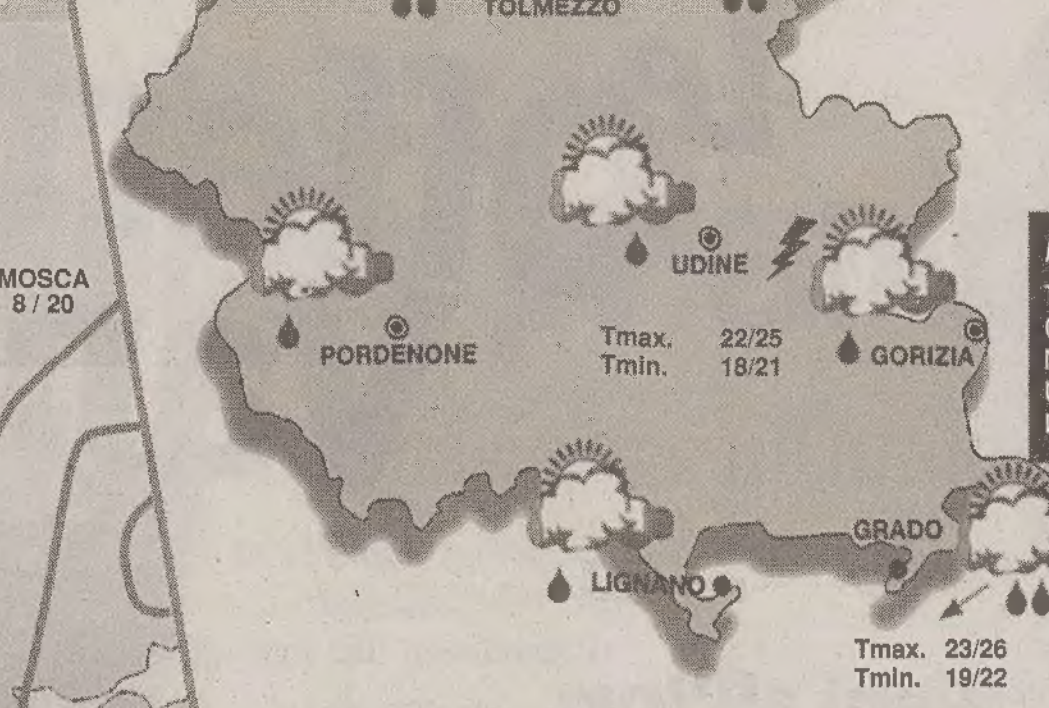 TOLMEZZO
MOSCA
8 / 20
UDINE
PORDENONE
Tmax. 22/25
Tmin. 18/21
GORIZIA
GRADO
LIGNANO
Tmax. 23/26
Tmin. 19/22